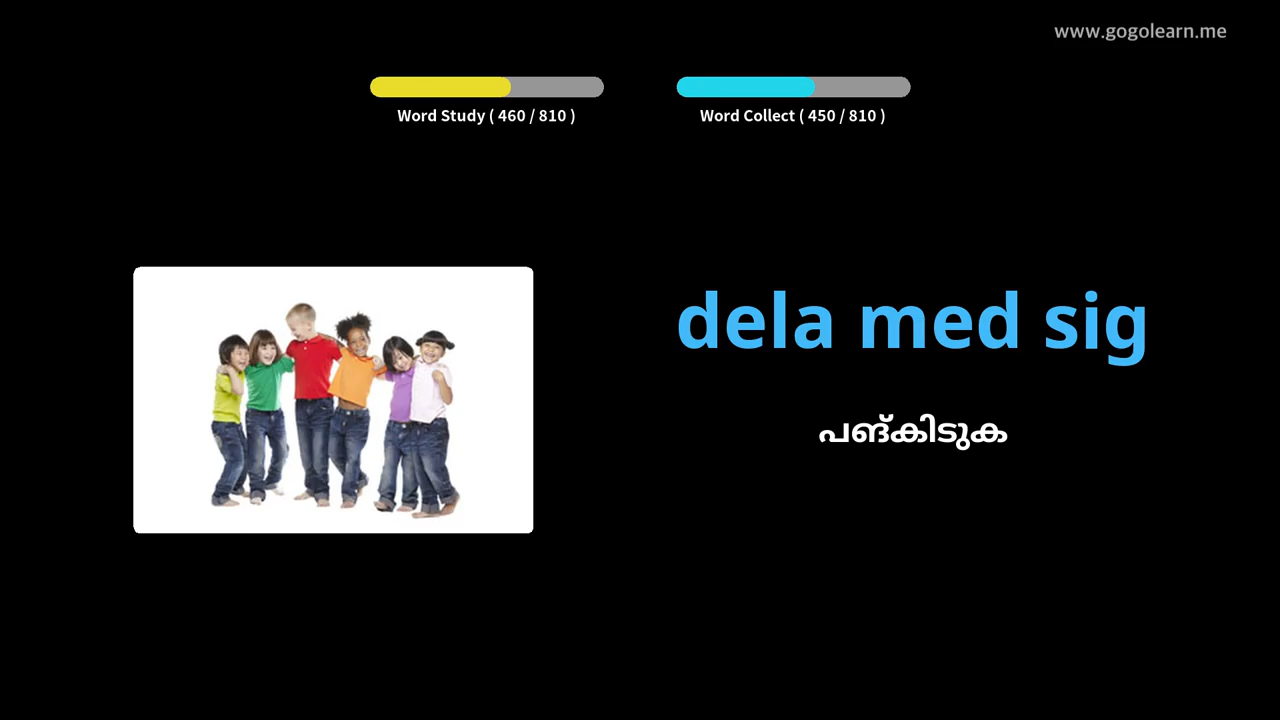 www.gogolearn.me
Word Study ( 460 / 810 )
Word Collect ( 450 / 810 )
dela med sig
പങ്കിടുക